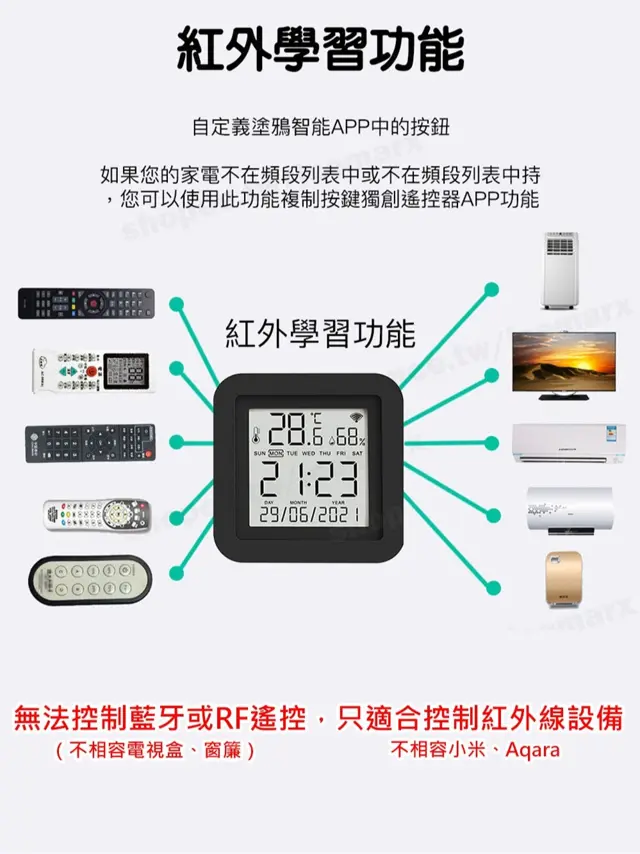 紅外學習功能
自定義塗鴉智能APP中的按鈕
如果您的家電不在頻段列表中或不在頻段列表中持
，您可以使用此功能複制按鍵獨創遙控器APP功能
紅外學習功能
28.6 °C 68%
SUN MON TUE WED THU FRI SAT
21:23
DAY MONTH YEAR
29/06/2021
無法控制藍牙或RF遙控，只適合控制紅外線設備
（不相容電視盒、窗簾） 不相容小米、Aqara